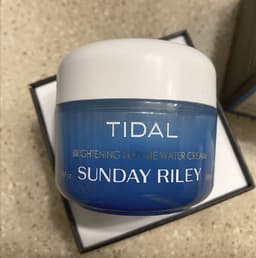 TIDAL
BRIGHTENING ENZYME WATER CREAM
SUNDAY RILEY